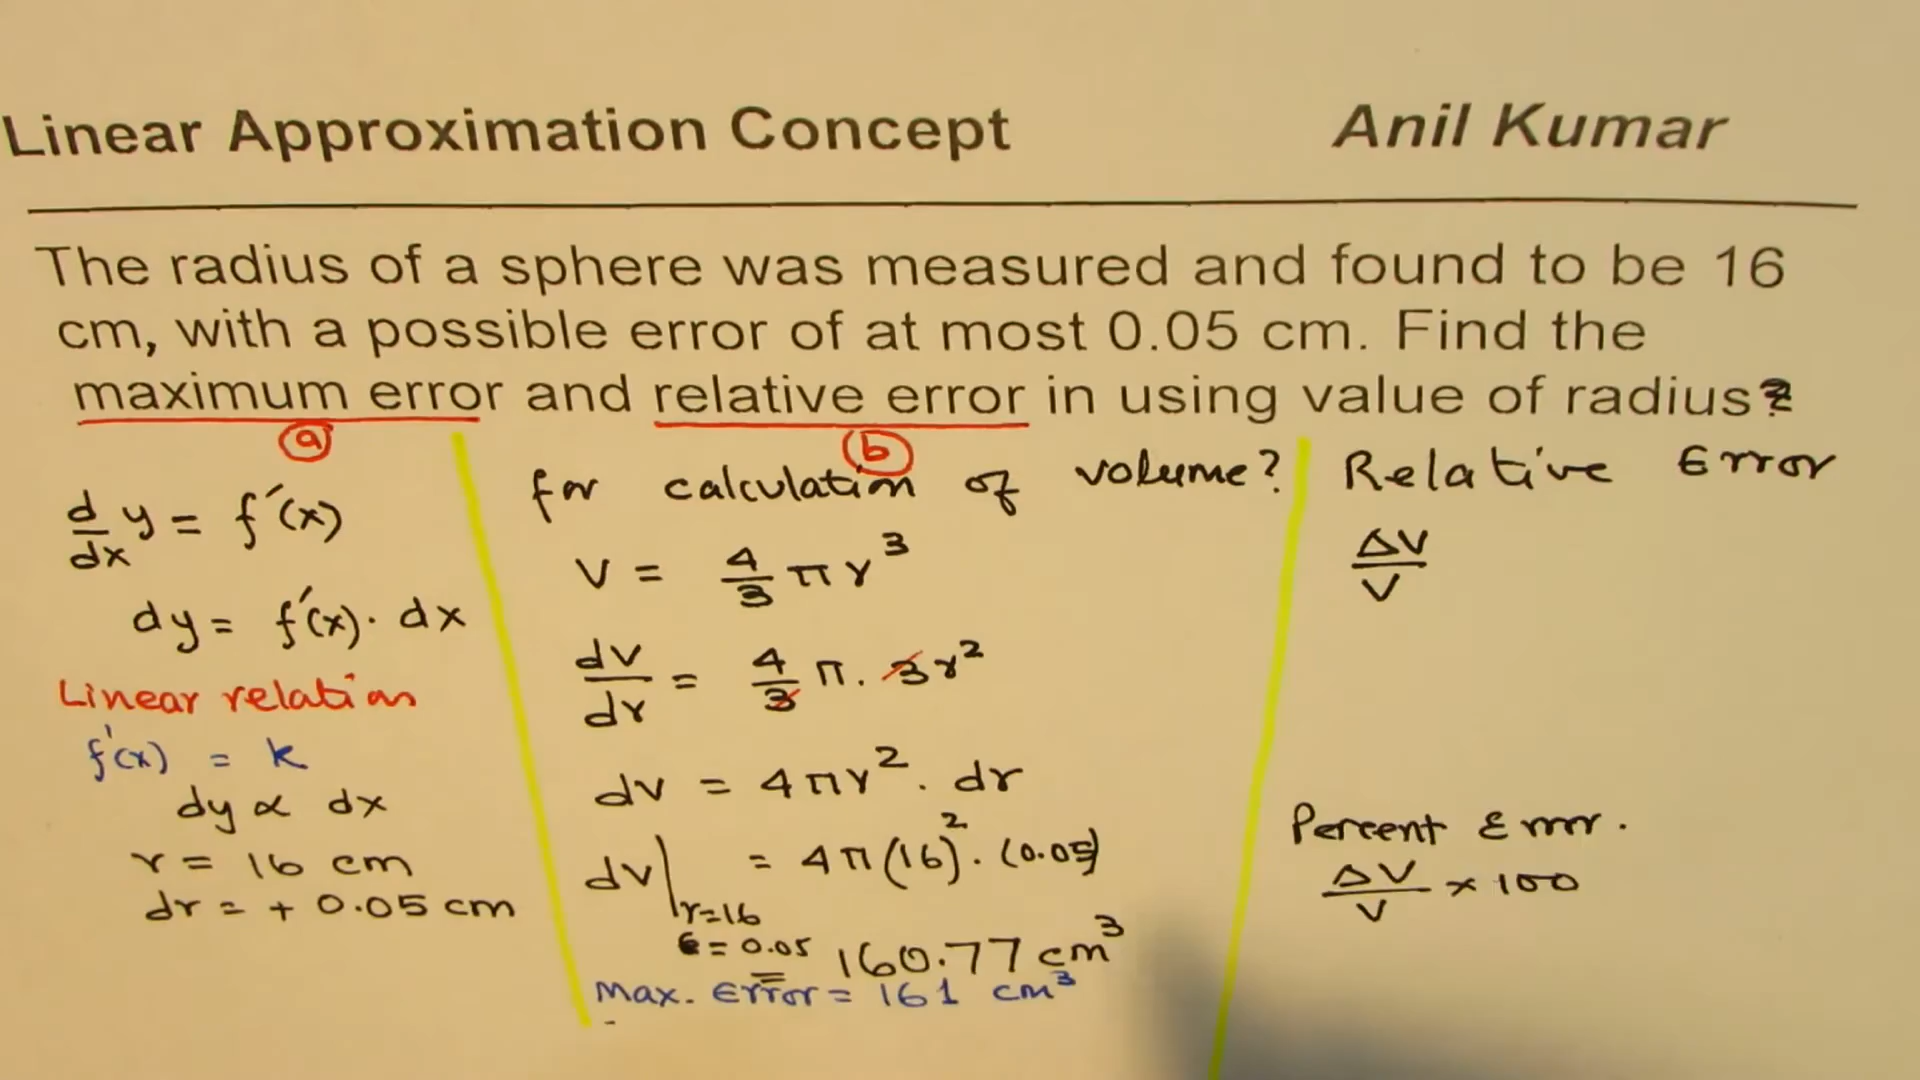 Linear Approximation Concept Anil Kumar
The radius of a sphere was measured and found to be 16
cm, with a possible error of at most 0.05 cm. Find the
maximum error and relative error in using value of radius?
a b
for calculation of volume?
d/dx y = f'(x)
dy = f'(x) · dx
Linear relation
f'(x) = k
dy ∝ dx
r = 16 cm
dr = + 0.05 cm
V = 4/3 π r³
dv/dr = 4/3 π · 3r²
dv = 4πr² · dr
dv| r=16 = 4π(16)² · (0.05)
= 0.05
160.77 cm³
Max. Error = 161 cm³
Relative Error
ΔV/V
Percent Error.
ΔV/V × 100